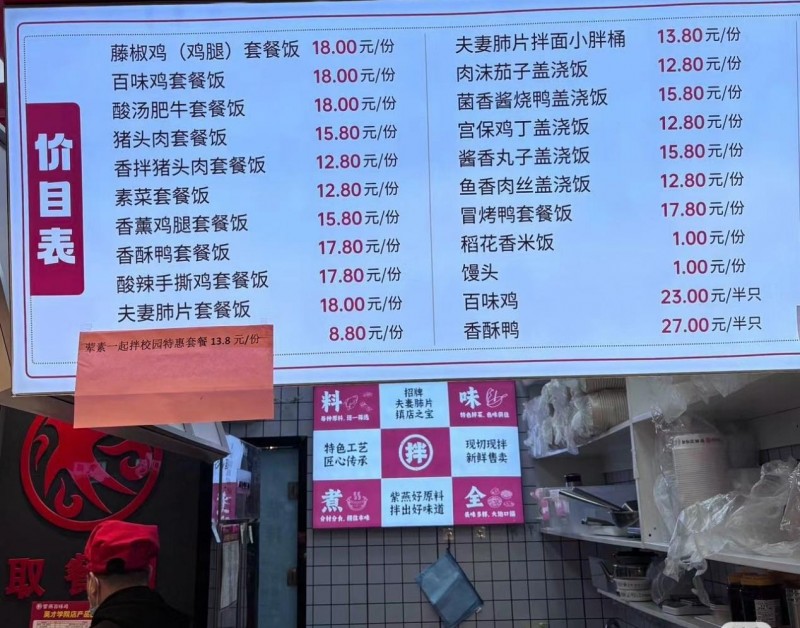 价目表
藤椒鸡（鸡腿）套餐饭 18.00元/份
百味鸡套餐饭 18.00元/份
酸汤肥牛套餐饭 18.00元/份
猪头肉套餐饭 15.80元/份
香拌猪头肉套餐饭 12.80元/份
素菜套餐饭 12.80元/份
香薰鸡腿套餐饭 15.80元/份
香酥鸭套餐饭 17.80元/份
酸辣手撕鸡套餐饭 17.80元/份
夫妻肺片套餐饭 18.00元/份
8.80元/份
荤素一起拌校园特惠套餐 13.8 元/份
夫妻肺片拌面小胖桶 13.80元/份
肉沫茄子盖浇饭 12.80元/份
菌香酱烧鸭盖浇饭 15.80元/份
宫保鸡丁盖浇饭 12.80元/份
酱香丸子盖浇饭 15.80元/份
鱼香肉丝盖浇饭 12.80元/份
冒烤鸭套餐饭 17.80元/份
稻花香米饭 1.00元/份
馒头 1.00元/份
百味鸡 23.00元/半只
香酥鸭 27.00元/半只
料
招牌
夫妻肺片
镇店之宝
味
特色工艺
匠心传承
拌
现切现拌
新鲜售卖
煮
紫燕好原料
拌出好味道
全
取餐